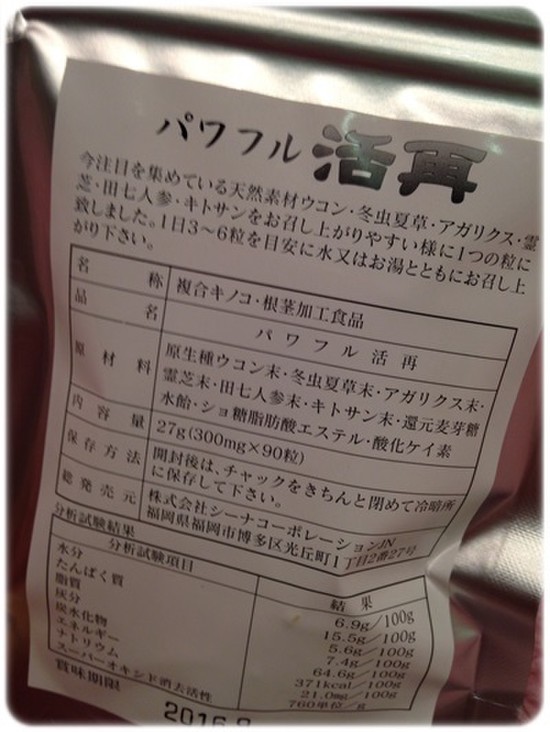 パワフル 活再
今注目を集めている天然素材ウコン・冬虫夏草・アガリクス・霊
芝・田七人参・キトサンをお召し上がりやすい様に1つの粒に
致しました。1日3〜6粒を目安に水又はお湯とともにお召し上
がり下さい。
名 称 複合キノコ・根茎加工食品
品 名 パワフル活再
原材料 原生種ウコン末・冬虫夏草末・アガリクス末・
霊芝末・田七人参末・キトサン末・還元麦芽糖
水飴・ショ糖脂肪酸エステル・酸化ケイ素
内容量 27g(300mg×90粒)
保存方法 開封後は、チャックをきちんと閉めて冷暗所
に保存して下さい。
総発売元 株式会社シーナコーポレーションJN
福岡県福岡市博多区光丘町1丁目2番27号
分析試験結果
分析試験項目 結果
水分 6.9g/100g
たんぱく質 15.5g/100g
脂質 5.6g/100g
灰分 7.4g/100g
炭水化物 64.6g/100g
エネルギー 371kcal/100g
ナトリウム 21.0mg/100g
スーパーオキシド消去活性 760単位/g
賞味期限 2016.